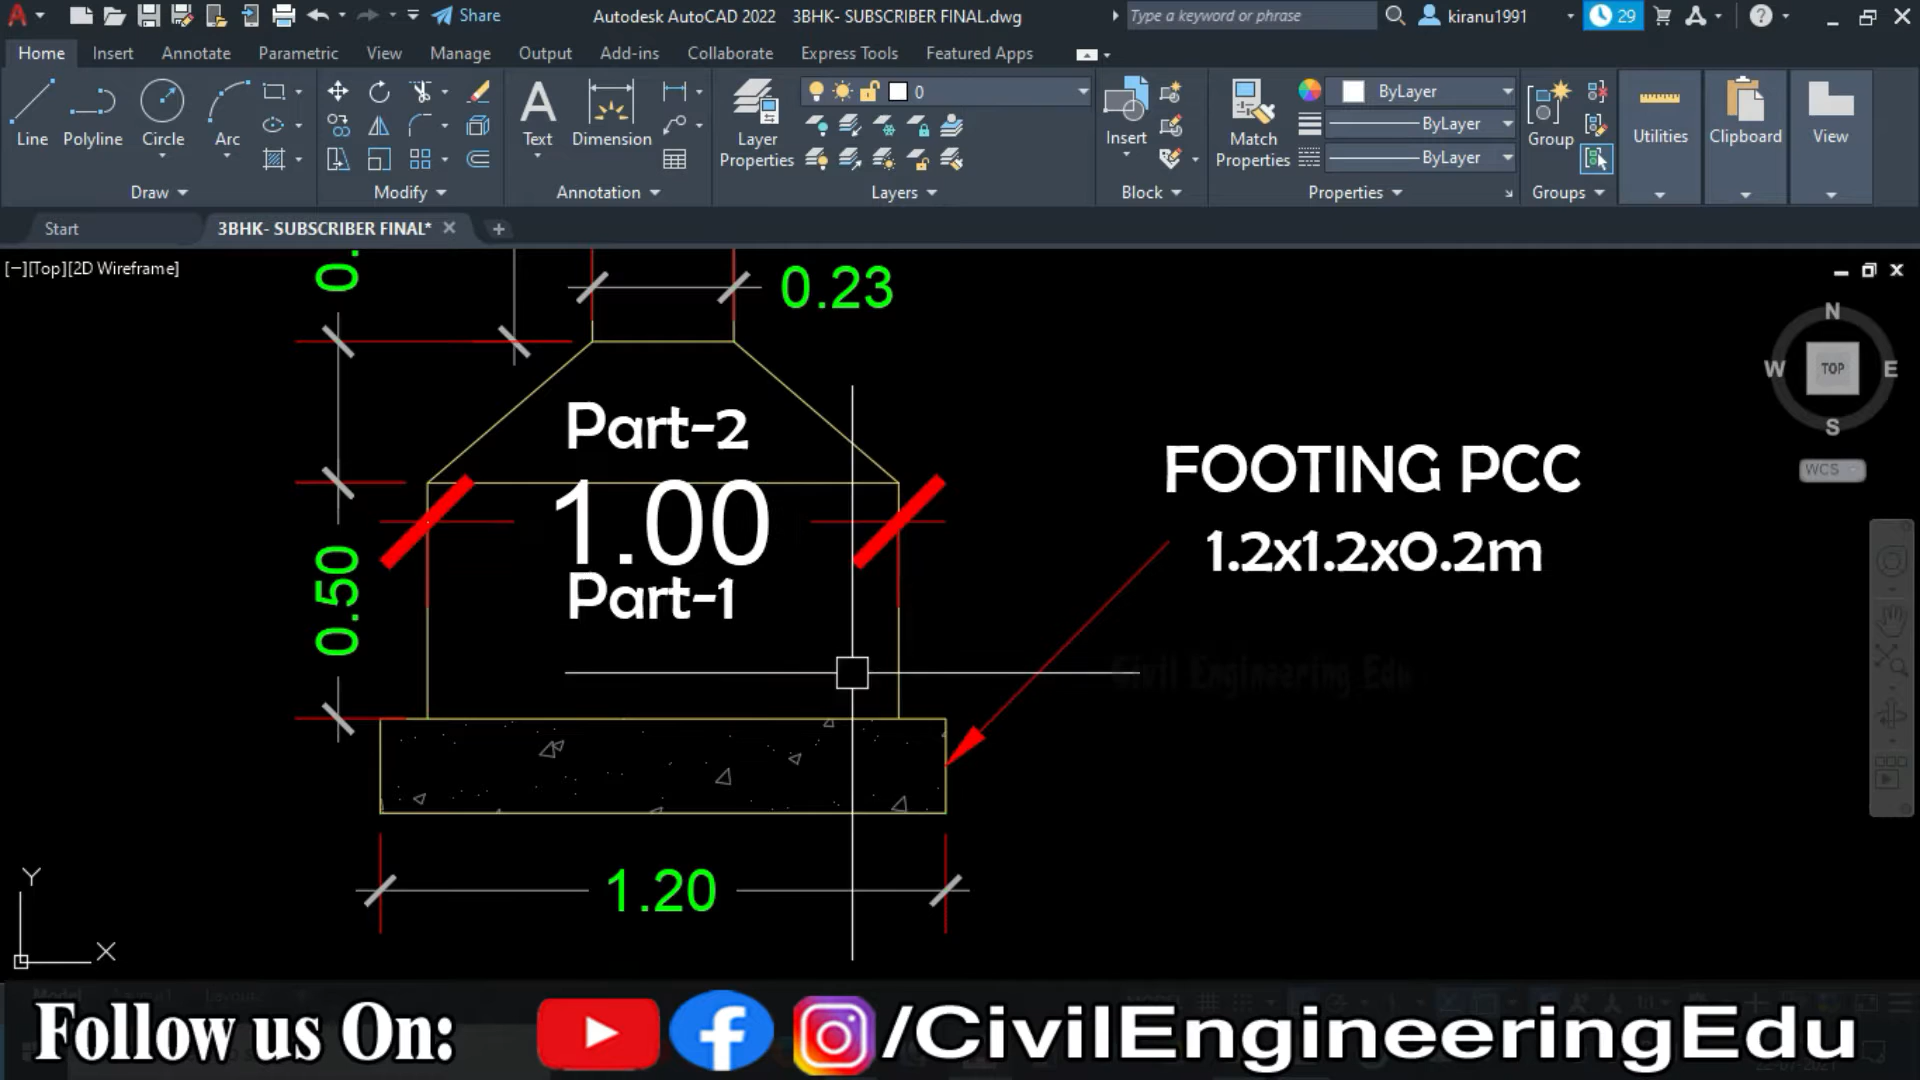 Share
Autodesk AutoCAD 2022 3BHK- SUBSCRIBER FINAL.dwg
Type a keyword or phrase
kiranu1991
29
Home Insert Annotate Parametric View Manage Output Add-ins Collaborate Express Tools Featured Apps
Line Polyline Circle Arc
Draw
Modify
Text Dimension
Annotation
Layer Properties
0
Layers
Insert
Block
Match Properties
ByLayer
ByLayer
ByLayer
Properties
Group
Groups
Utilities
Clipboard
View
Start
3BHK- SUBSCRIBER FINAL*
[−][Top][2D Wireframe]
0.
0.23
Part-2
1.00
Part-1
0.50
1.20
FOOTING PCC
1.2x1.2x0.2m
Civil Engineering Edu
N
W TOP E
S
WCS
Y
X
Follow us On: /CivilEngineeringEdu